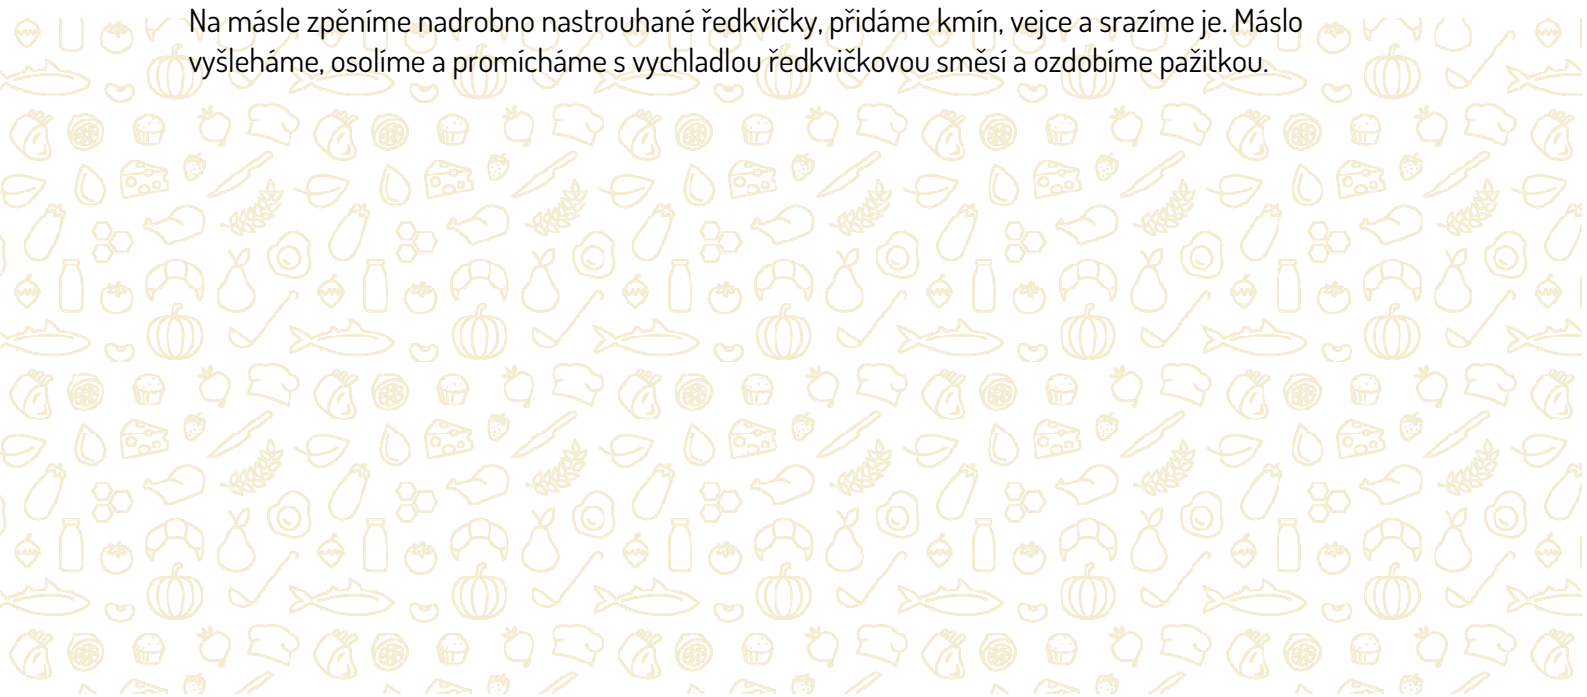 Na másle zpěníme nadrobno nastrouhané ředkvičky, přidáme kmín, vejce a srazíme je. Máslo
vyšleháme, osolíme a promícháme s vychladlou ředkvičkovou směsí a ozdobíme pažitkou.